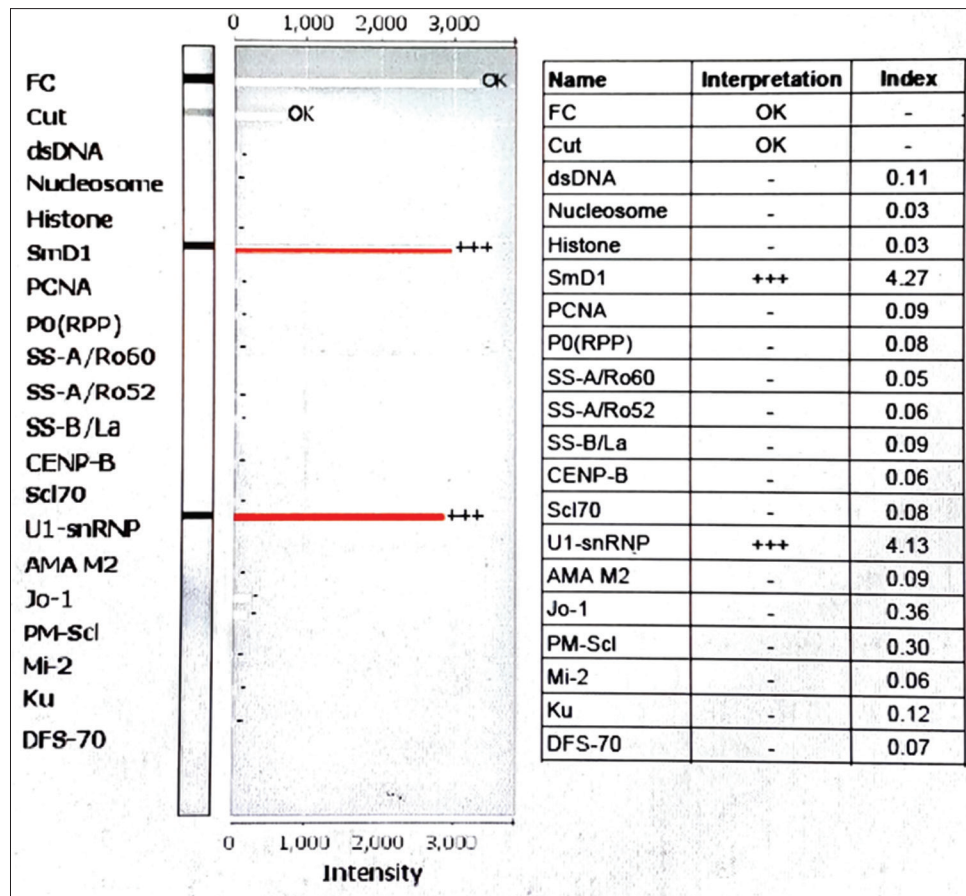 0 1,000 2,000 3,000
FC OK
Cut OK
dsDNA
Nucleosome
Histone
SmD1 +++
PCNA
P0(RPP)
SS-A/Ro60
SS-A/Ro52
SS-B/La
CENP-B
Scl70
U1-snRNP +++
AMA M2
Jo-1
PM-Scl
Mi-2
Ku
DFS-70
0 1,000 2,000 3,000
Intensity
Name Interpretation Index
FC OK -
Cut OK -
dsDNA - 0.11
Nucleosome - 0.03
Histone - 0.03
SmD1 +++ 4.27
PCNA - 0.09
P0(RPP) - 0.08
SS-A/Ro60 - 0.05
SS-A/Ro52 - 0.06
SS-B/La - 0.09
CENP-B - 0.06
Scl70 - 0.08
U1-snRNP +++ 4.13
AMA M2 - 0.09
Jo-1 - 0.36
PM-Scl - 0.30
Mi-2 - 0.06
Ku - 0.12
DFS-70 - 0.07